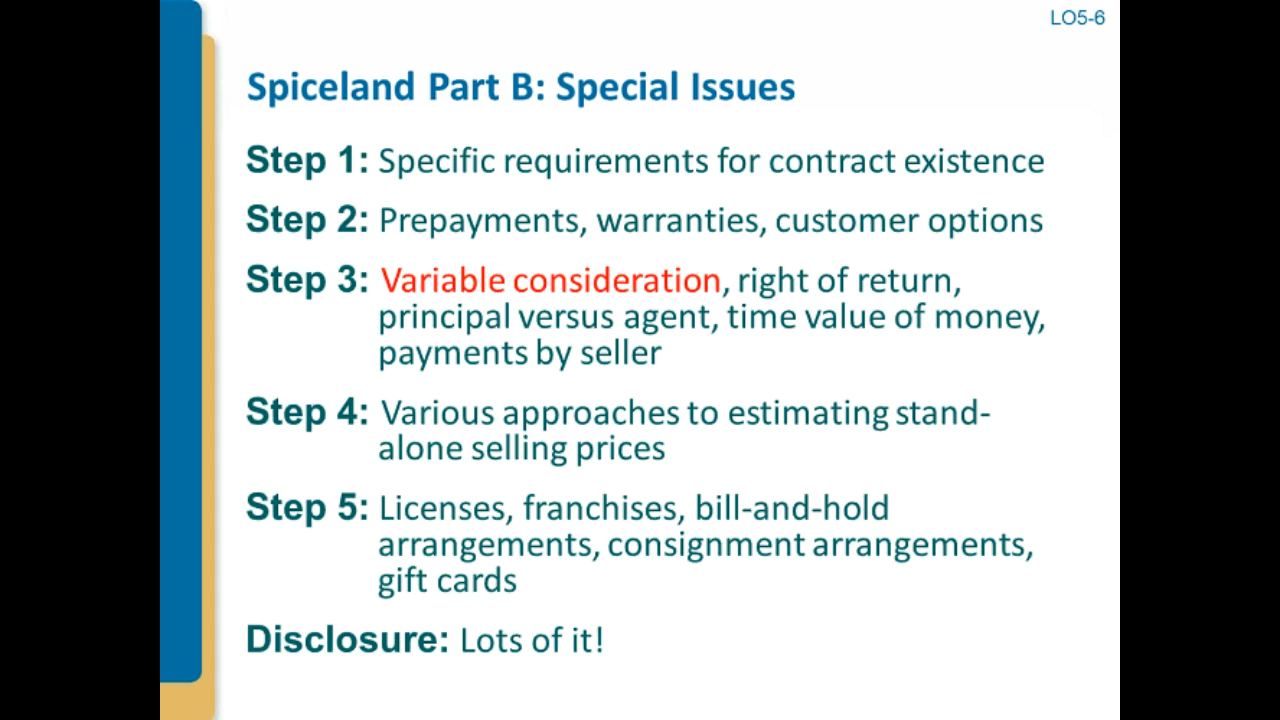 LO5-6
Spiceland Part B: Special Issues
Step 1: Specific requirements for contract existence
Step 2: Prepayments, warranties, customer options
Step 3: Variable consideration, right of return,
principal versus agent, time value of money,
payments by seller
Step 4: Various approaches to estimating stand-
alone selling prices
Step 5: Licenses, franchises, bill-and-hold
arrangements, consignment arrangements,
gift cards
Disclosure: Lots of it!